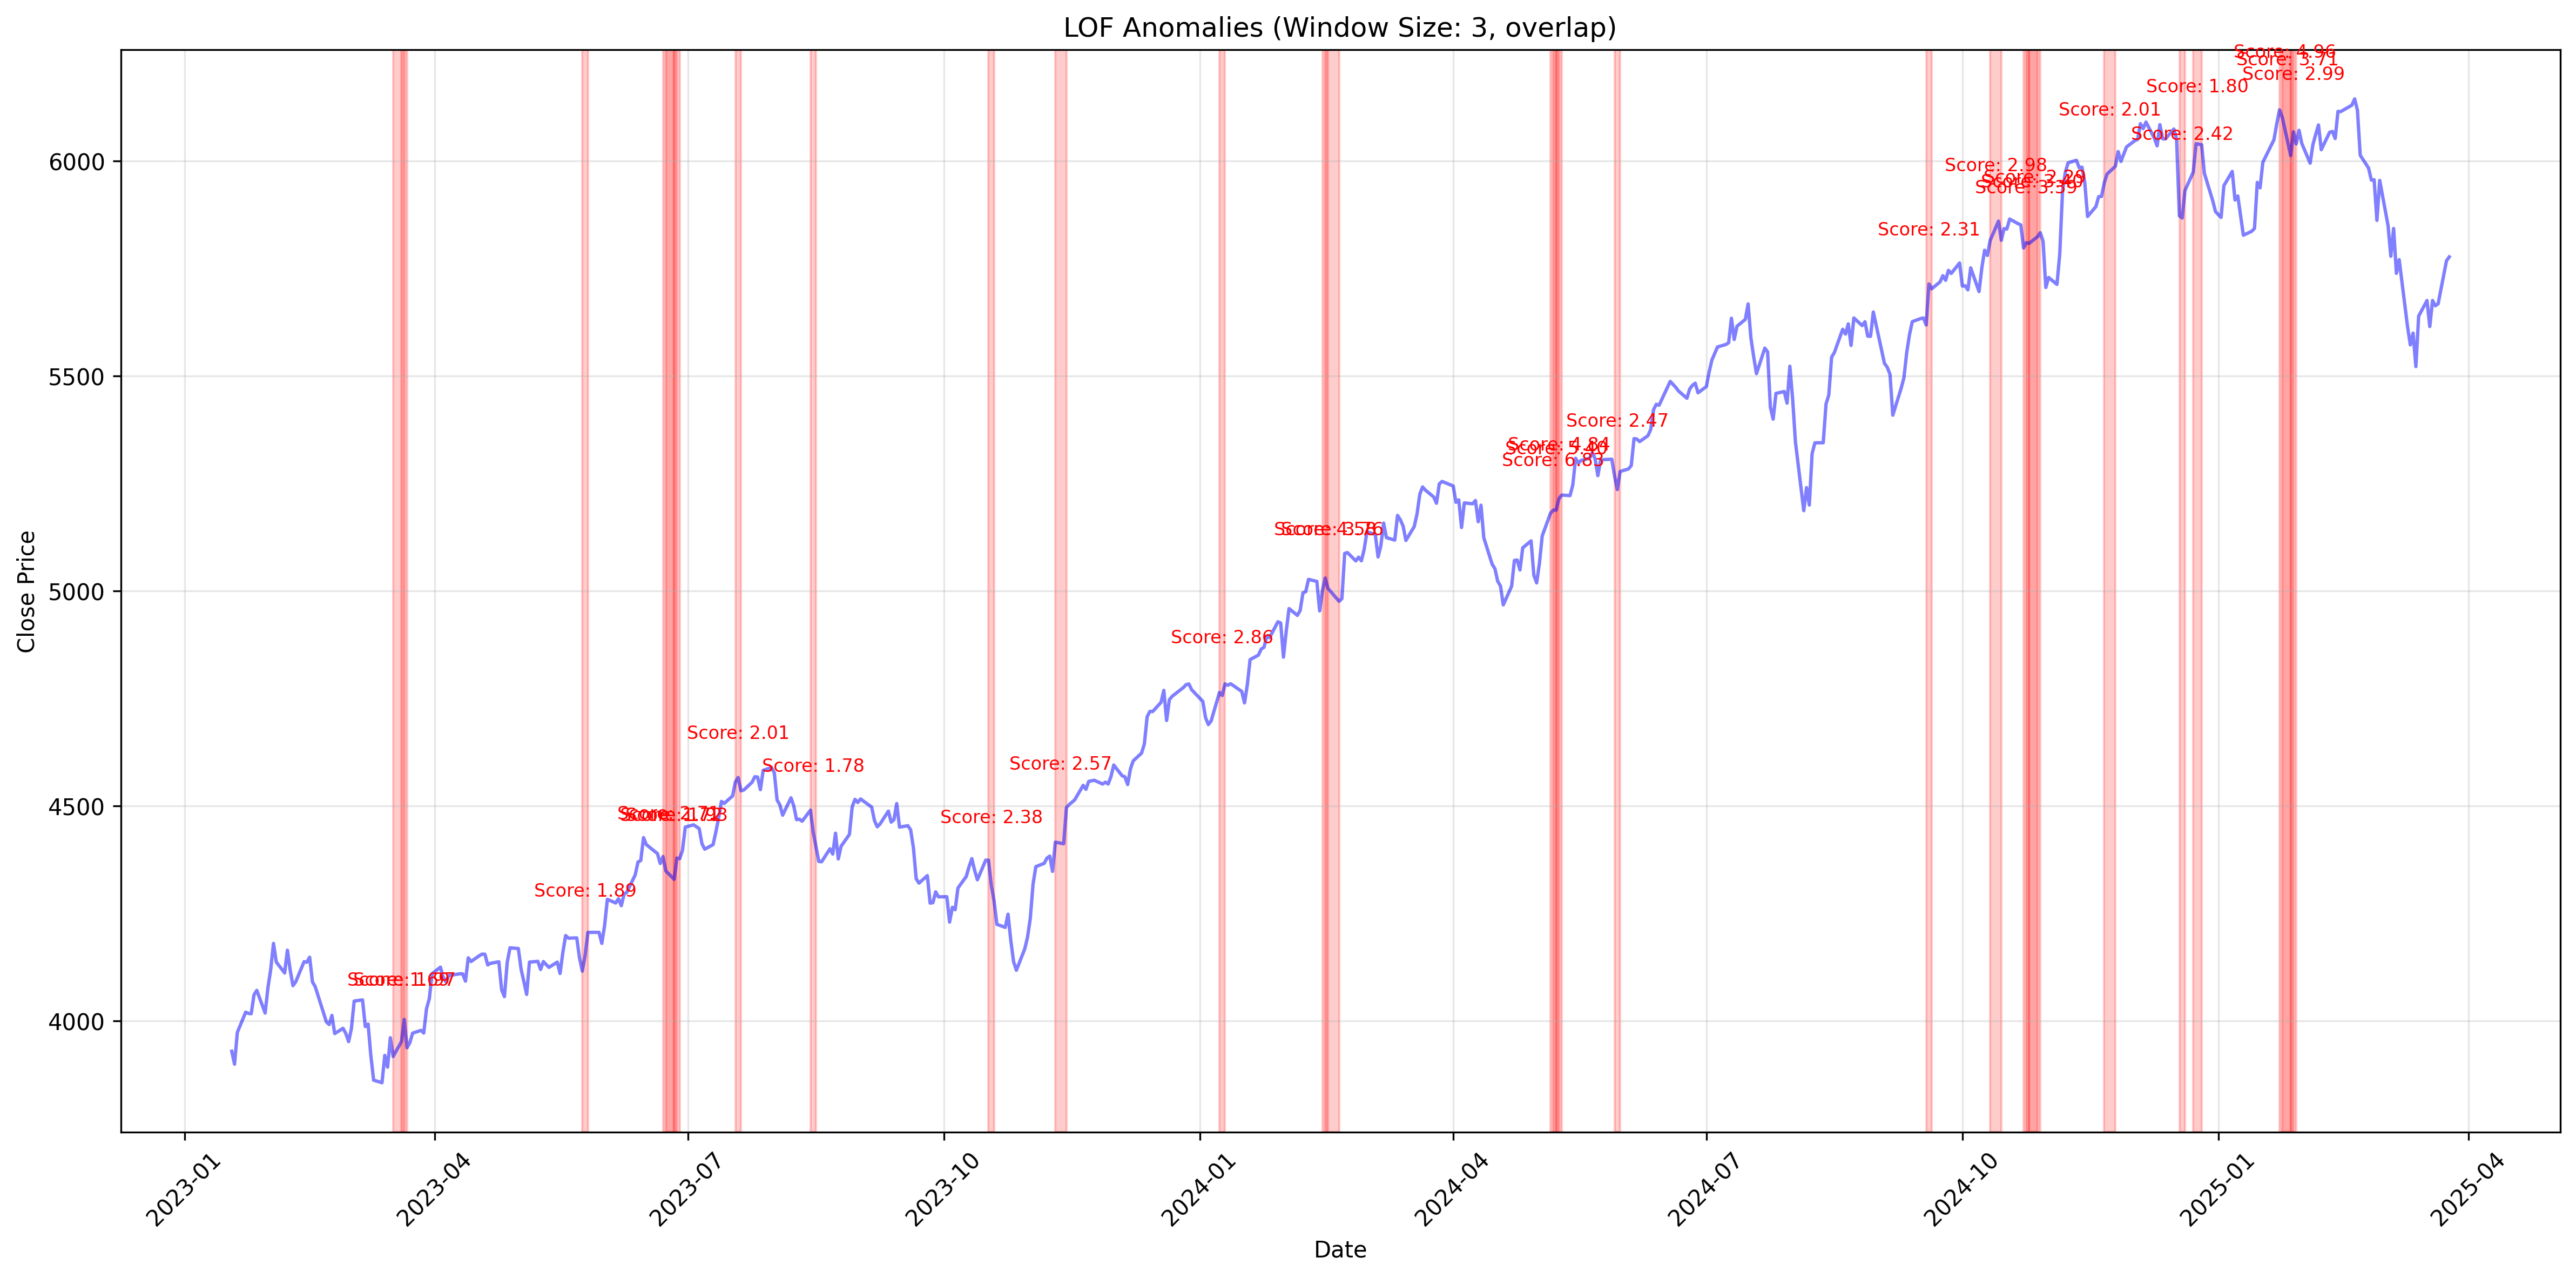 LOF Anomalies (Window Size: 3, overlap)
Close Price
6000
5500
5000
4500
4000
Score: 4.96
Score: 3.71
Score: 2.99
Score: 1.80
Score: 2.01
Score: 2.42
Score: 2.98
Score: 3.39
Score: 2.31
Score: 2.47
Score: 4.84
Score: 6.83
Score: 2.86
Score: 2.01
Score: 1.78
Score: 2.57
Score: 2.38
Score: 1.89
2023-01
2023-04
2023-07
2023-10
2024-01
2024-04
2024-07
2024-10
2025-01
2025-04
Date